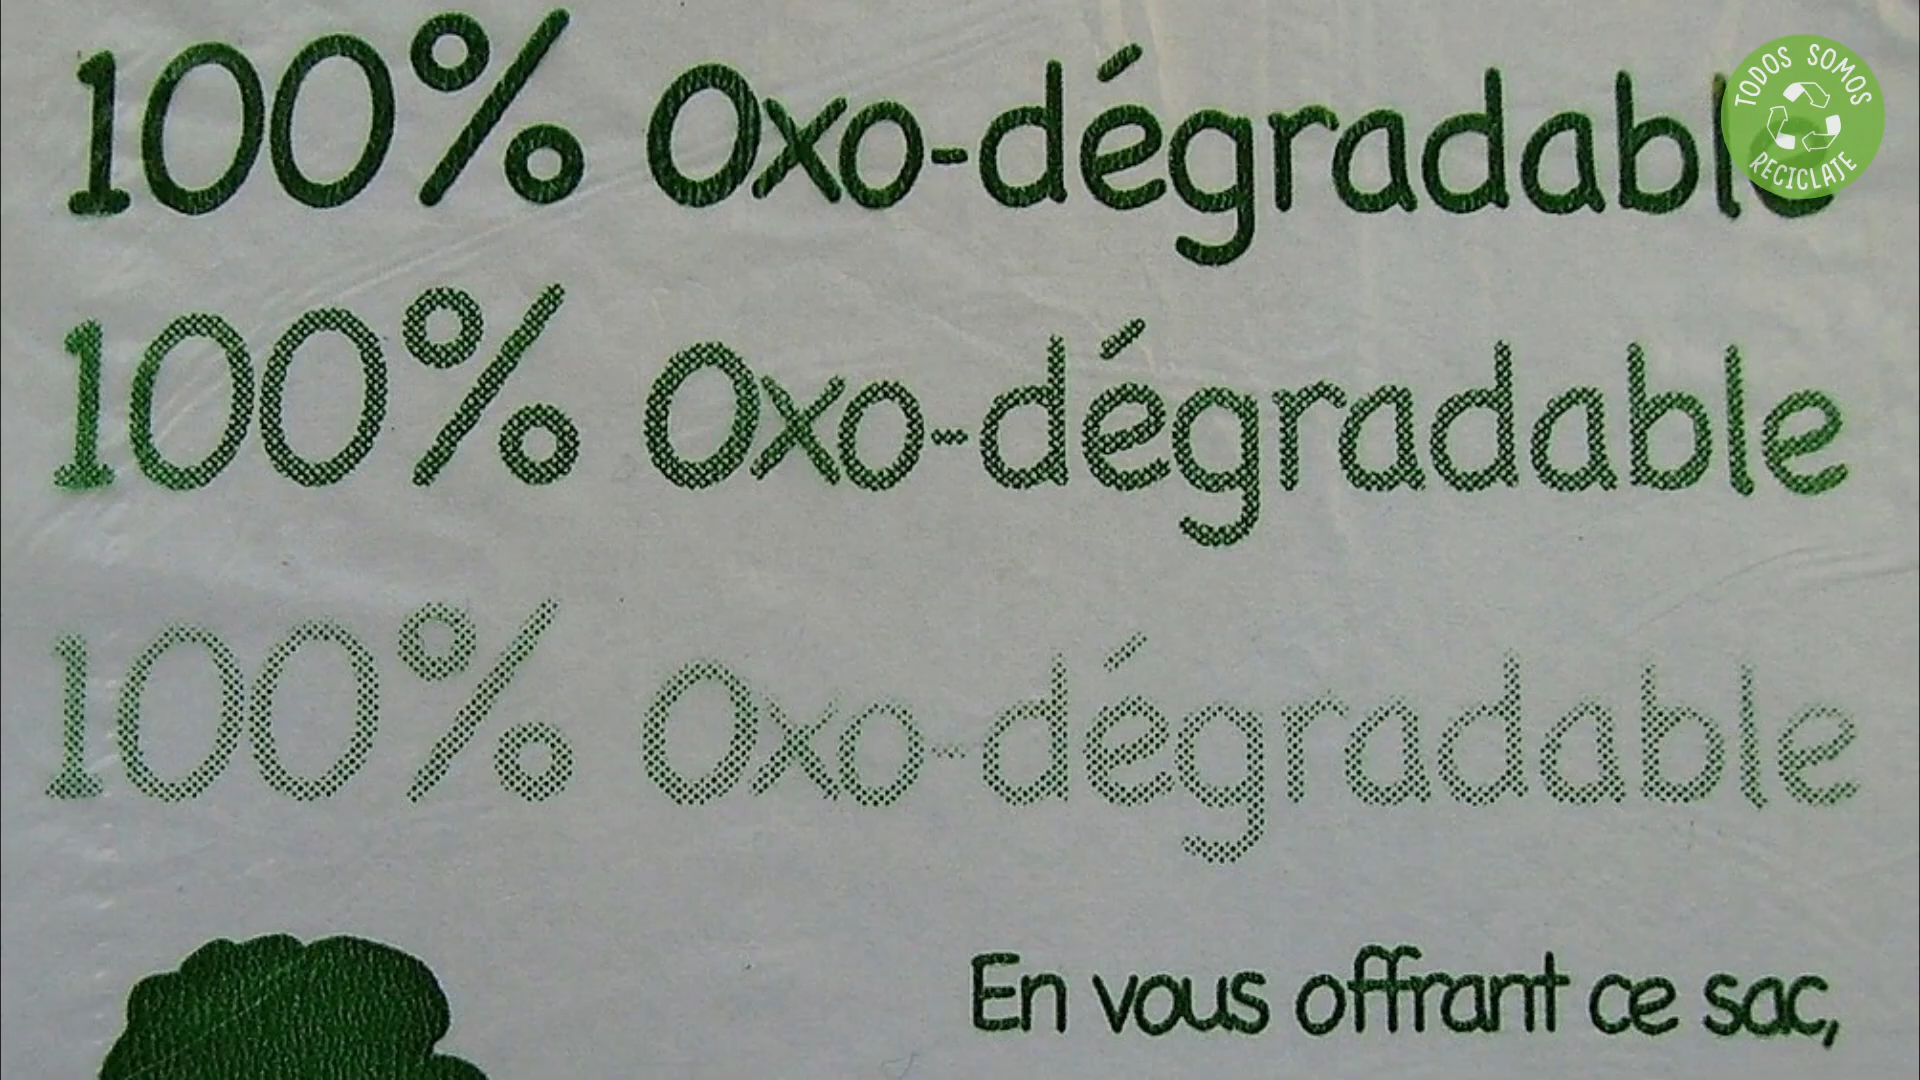 100% Oxo-dégradable
TODOS SOMOS
RECICLAJE
100% Oxo-dégradable
100% Oxo-dégradable
En vous offrant ce sac,